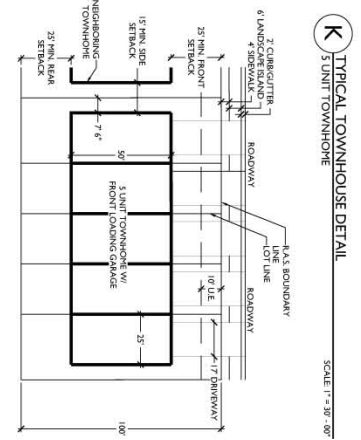 K
TYPICAL TOWNHOUSE DETAIL
5 UNIT TOWNHOME
SCALE: 1" = 30'-00"
2' CURB/GUTTER
6' LANDSCAPE ISLAND
4' SIDEWALK
ROADWAY
ROADWAY
R.A.S. BOUNDARY
LINE
LOT LINE
25' MIN. FRONT
SETBACK
10' U.E.
17' DRIVEWAY
15' MIN. SIDE
SETBACK
NEIGHBORING
TOWNHOME
7' 6"
50'
5 UNIT TOWNHOME W/
FRONT LOADING GARAGE
25'
25' MIN. REAR
SETBACK
100'